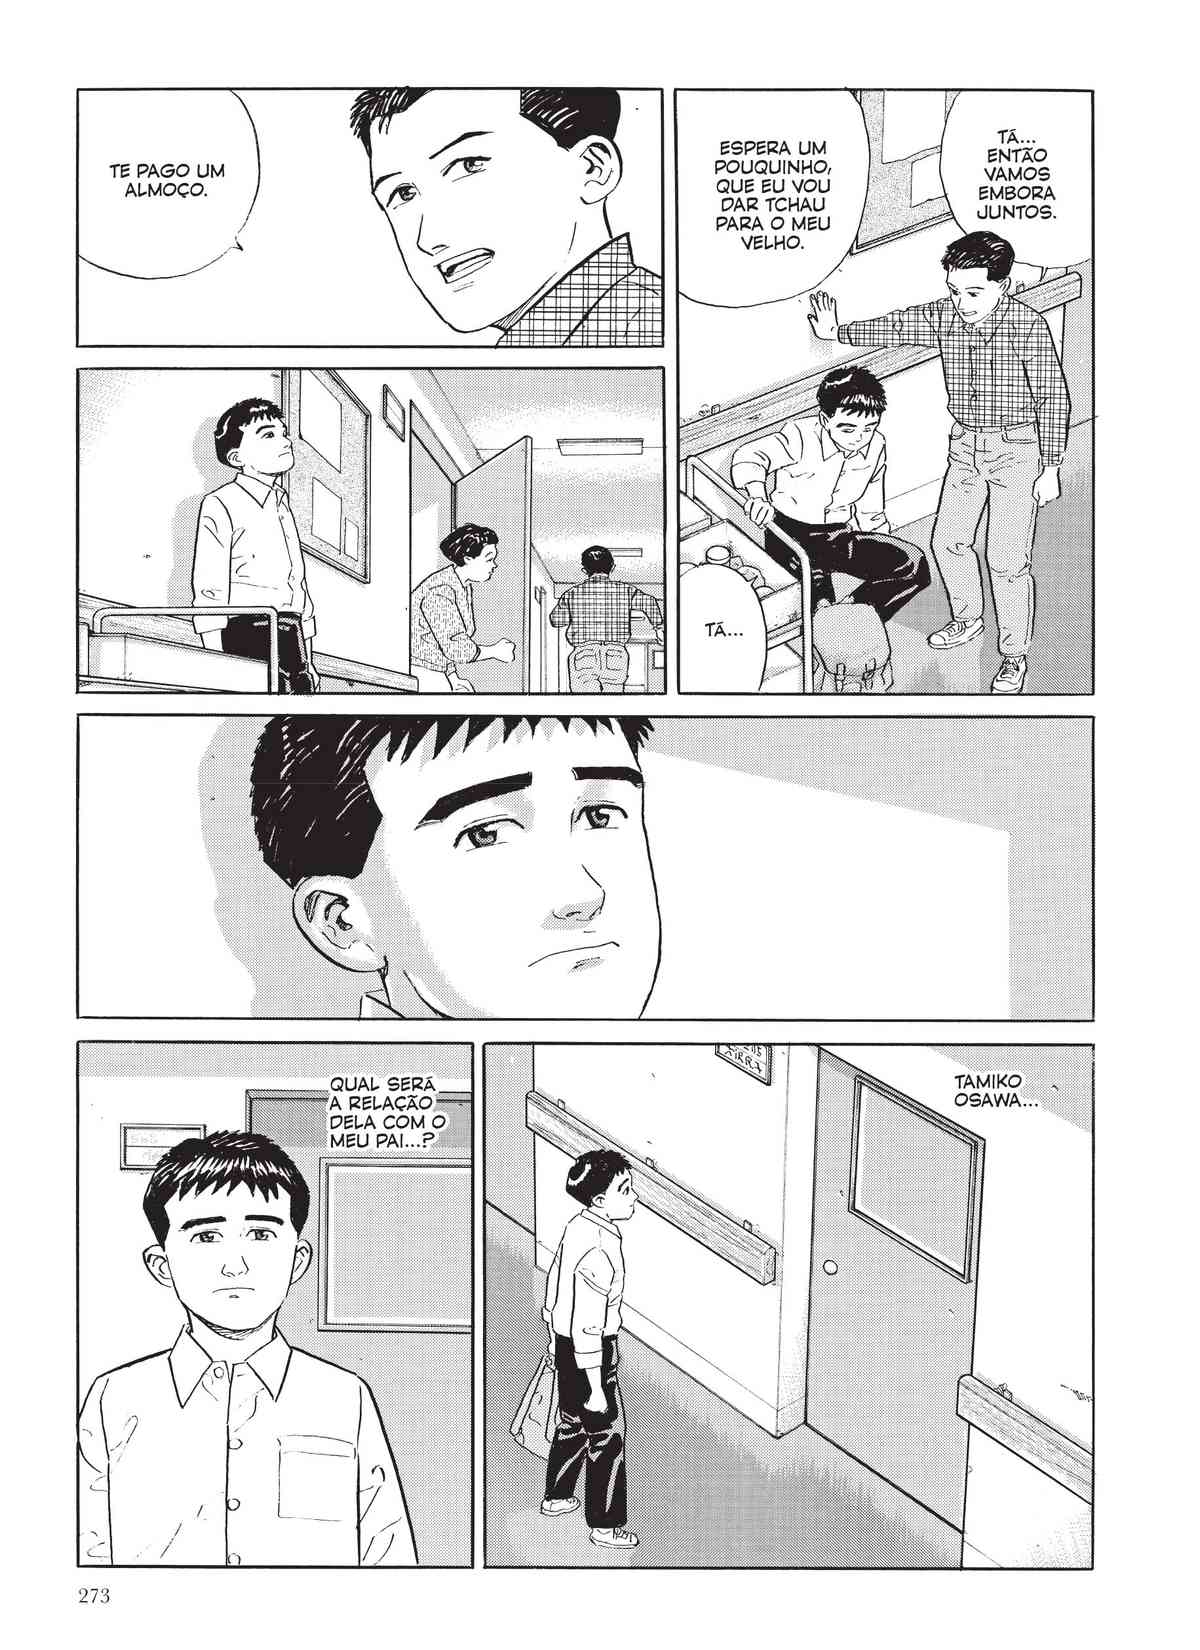 TÁ...
ENTÃO
VAMOS
EMBORA
JUNTOS.
ESPERA UM
POUQUINHO,
QUE EU VOU
DAR TCHAU
PARA O MEU
VELHO.
TÁ...
TE PAGO UM
ALMOÇO.
TAMIKO
OSAWA...
QUAL SERÁ
A RELAÇÃO
DELA COM O
MEU PAI...?
273